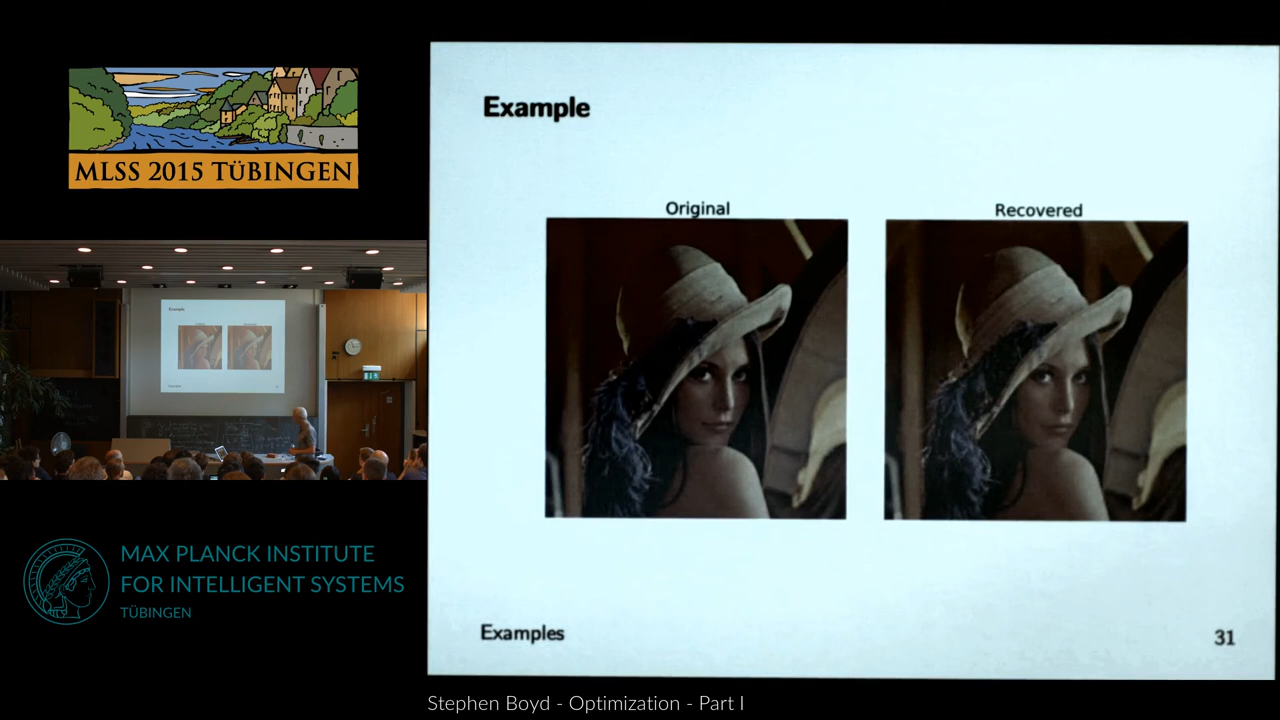 MLSS 2015 TÜBINGEN
MAX PLANCK INSTITUTE
FOR INTELLIGENT SYSTEMS
TÜBINGEN
Example
Original
Recovered
Examples
31
Stephen Boyd - Optimization - Part I